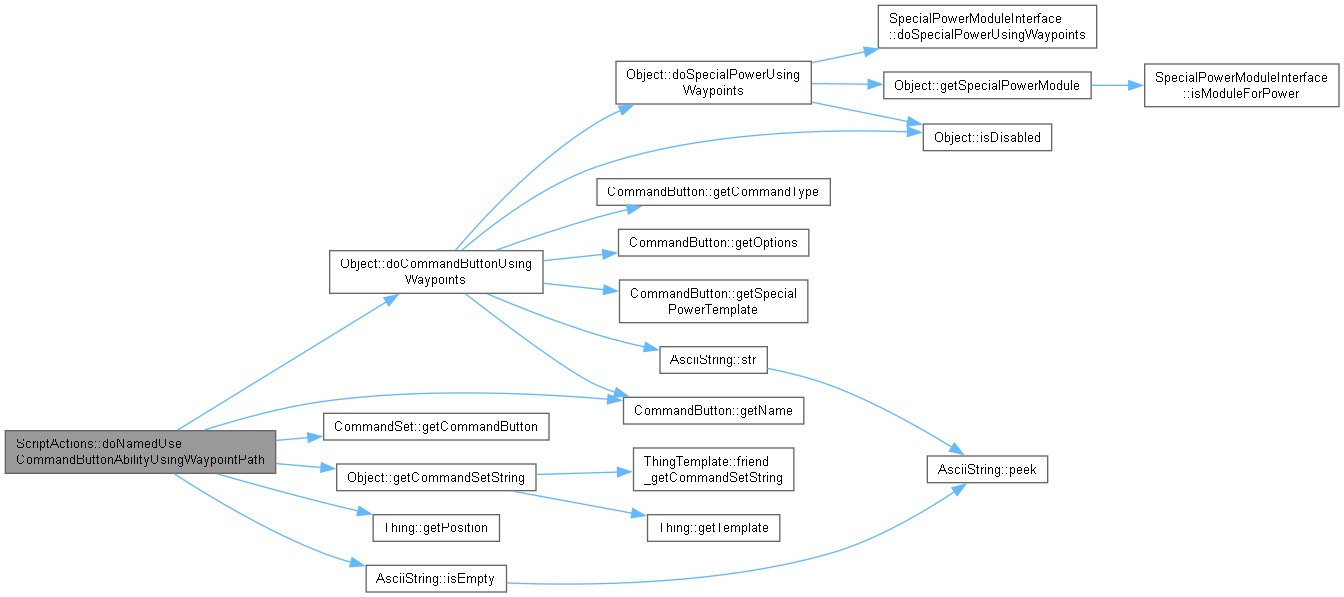 SpecialPowerModuleInterface
::doSpecialPowerUsingWaypoints
Object::doSpecialPowerUsing
Waypoints
Object::getSpecialPowerModule
SpecialPowerModuleInterface
::isModuleForPower
Object::isDisabled
CommandButton::getCommandType
CommandButton::getOptions
Object::doCommandButtonUsing
Waypoints
CommandButton::getSpecial
PowerTemplate
AsciiString::str
CommandButton::getName
CommandSet::getCommandButton
ScriptActions::doNamedUse
CommandButtonAbilityUsingWaypointPath
ThingTemplate::friend
_getCommandSetString
Object::getCommandSetString
AsciiString::peek
Thing::getPosition
Thing::getTemplate
AsciiString::isEmpty